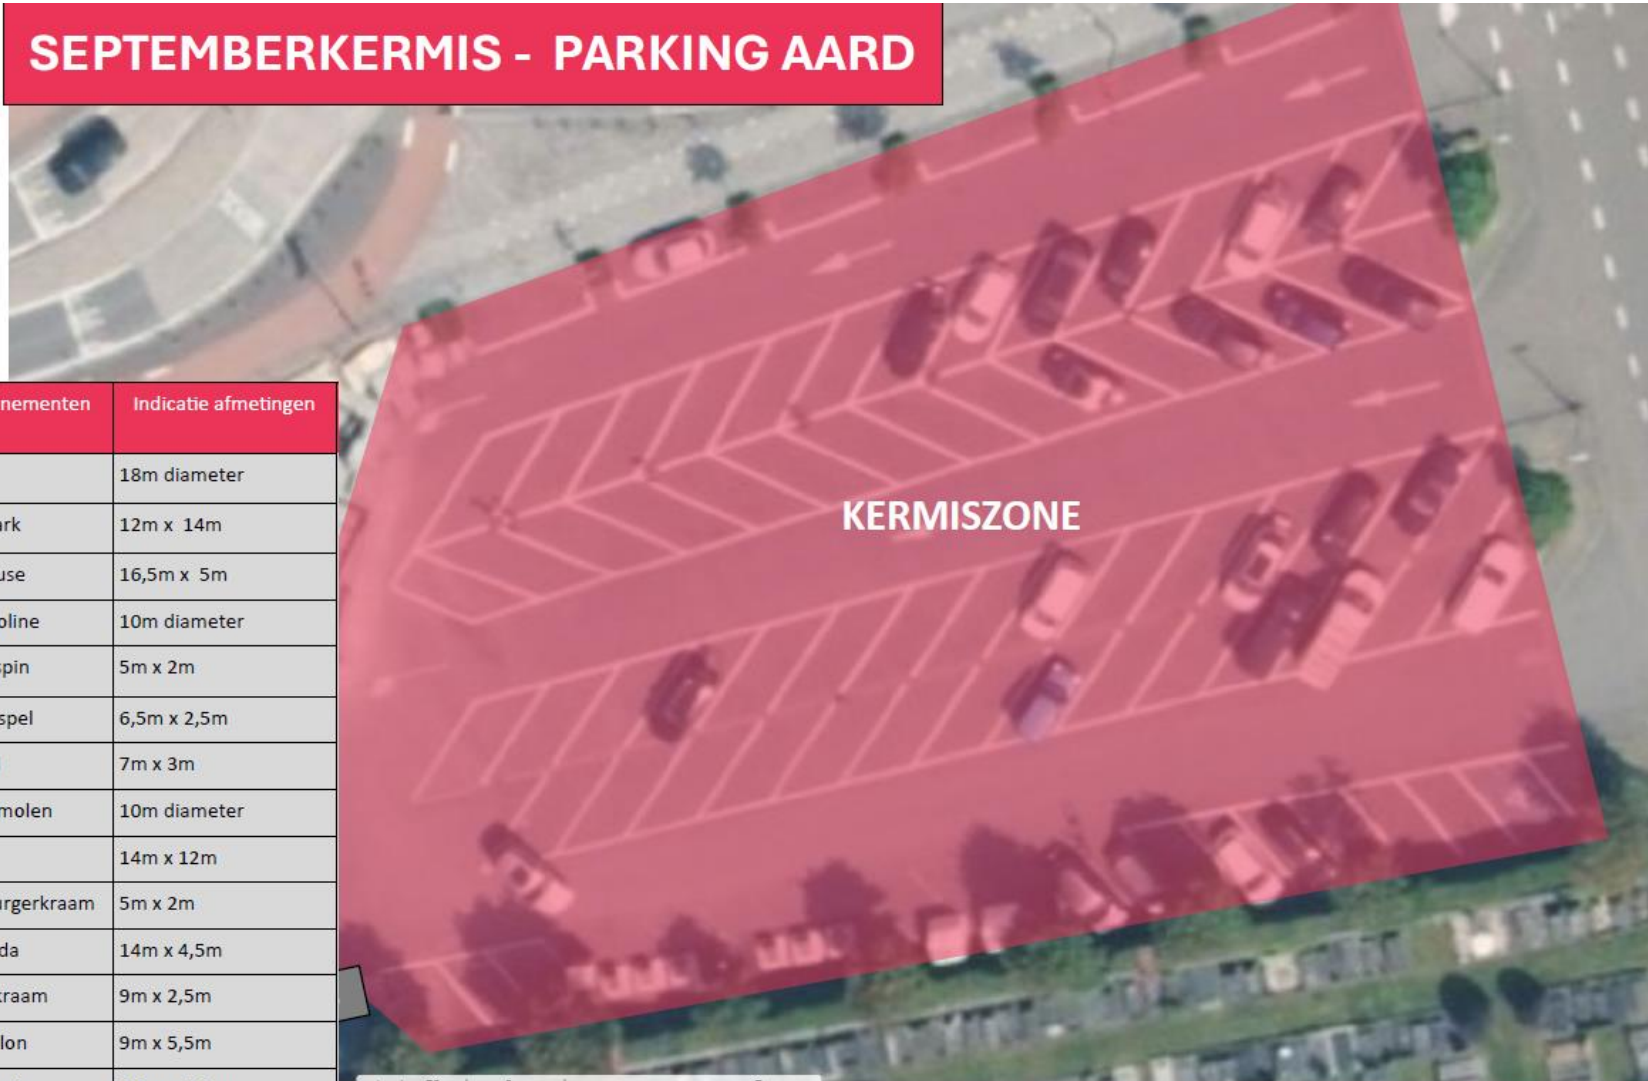 SEPTEMBERKERMIS - PARKING AARD
nementen Indicatie afmetingen
18m diameter
ark 12m x 14m
use 16,5m x 5m
oline 10m diameter
spin 5m x 2m
spel 6,5m x 2,5m
7m x 3m
molen 10m diameter
14m x 12m
urgerkraam 5m x 2m
da 14m x 4,5m
kraam 9m x 2,5m
lon 9m x 5,5m
KERMISZONE